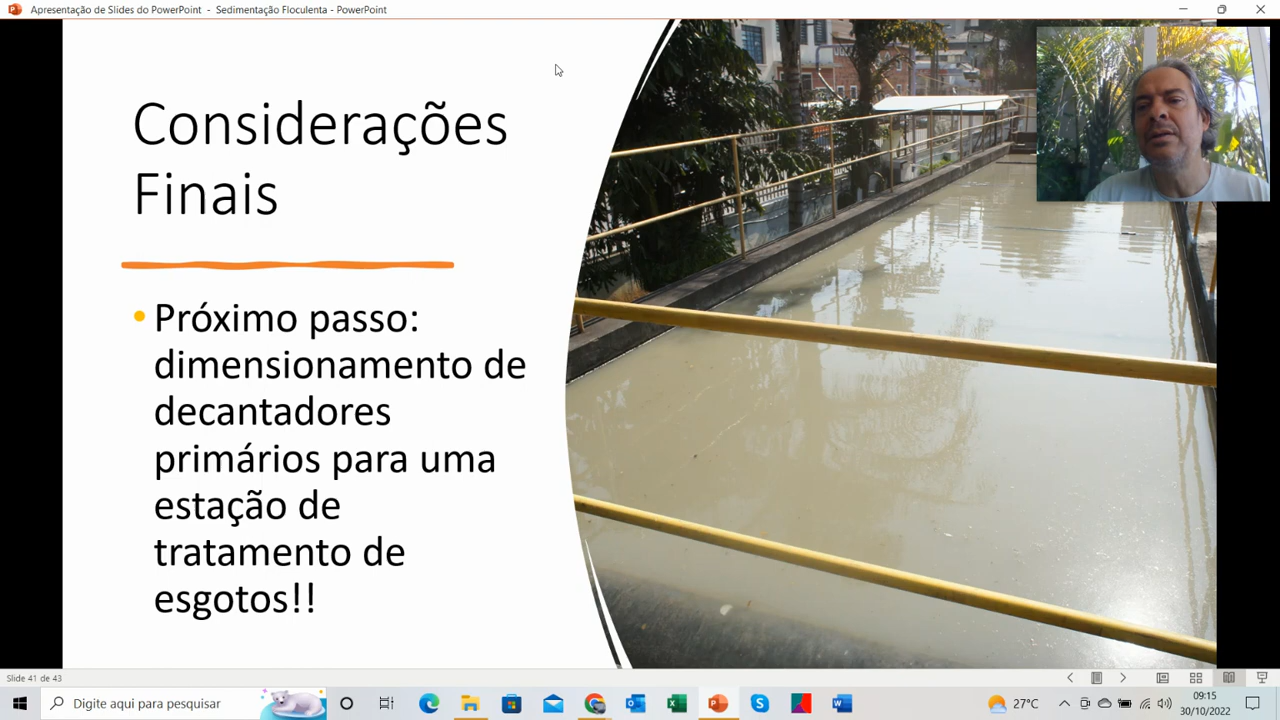 Apresentação de Slides do PowerPoint - Sedimentação Floculenta - PowerPoint
Considerações
Finais
• Próximo passo:
dimensionamento de
decantadores
primários para uma
estação de
tratamento de
esgotos!!
Slide 41 de 43
Digite aqui para pesquisar
27°C
09:15
30/10/2022